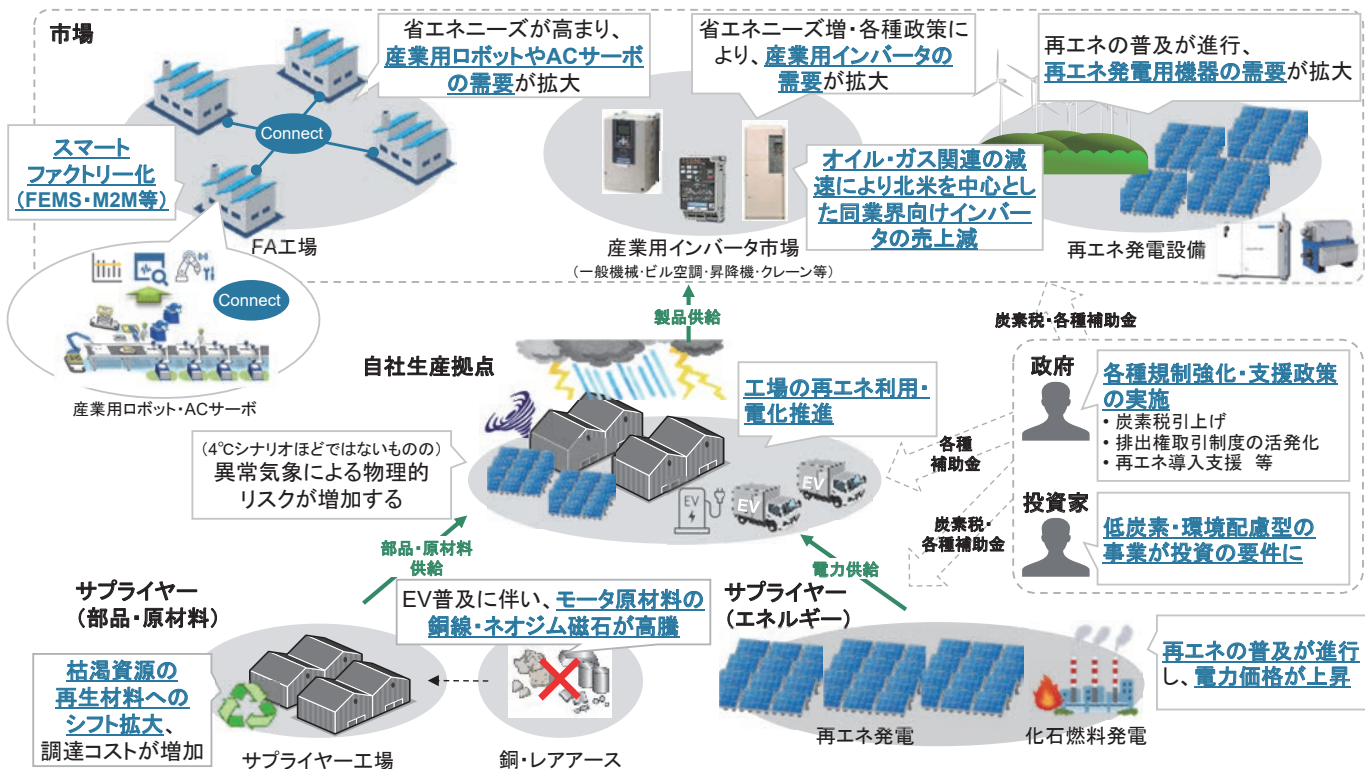 市場
省エネニーズが高まり、
産業用ロボットやACサーボ
の需要が拡大
省エネニーズ増・各種政策に
より、産業用インバータの
需要が拡大
再エネの普及が進行、
再エネ発電用機器の需要が拡大
Connect
スマート
ファクトリー化
(FEMS・M2M等)
オイル・ガス関連の減
速により北米を中心とし
た同業界向けインバー
タの売上減
FA工場
産業用インバータ市場
(一般機械・ビル空調・昇降機・クレーン等)
再エネ発電設備
Connect
産業用ロボット・ACサーボ
製品供給
炭素税・各種補助金
自社生産拠点
工場の再エネ利用・
電化推進
政府
各種規制強化・支援政策
の実施
• 炭素税引上げ
• 排出権取引制度の活発化
• 再エネ導入支援 等
(4℃シナリオほどではないものの)
異常気象による物理的
リスクが増加する
各種
補助金
EV
EV
EV
投資家
低炭素・環境配慮型の
事業が投資の要件に
炭素税・
各種補助金
部品・原材料
供給
電力供給
サプライヤー
(部品・原材料)
EV普及に伴い、モータ原材料の
銅線・ネオジム磁石が高騰
サプライヤー
(エネルギー)
枯渇資源の
再生材料への
シフト拡大、
調達コストが増加
再エネの普及が進行
し、電力価格が上昇
サプライヤー工場
銅・レアアース
再エネ発電
化石燃料発電